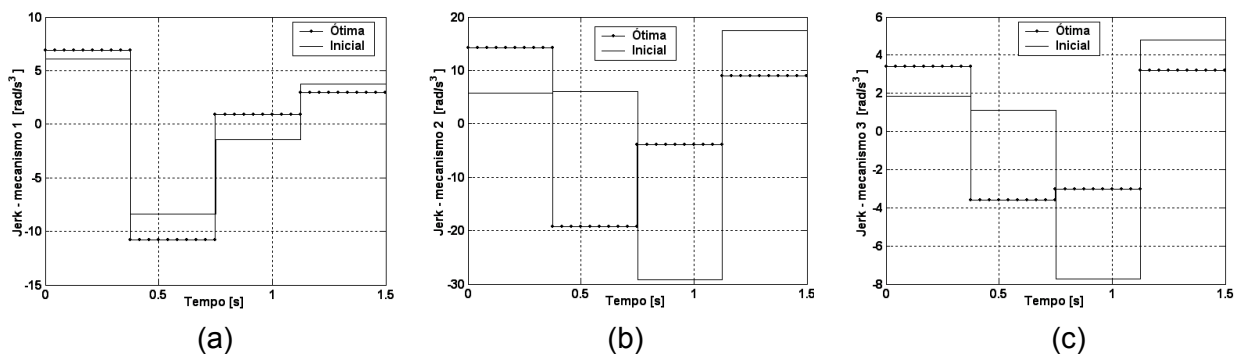 Jerk - mecanismo 1 [rad/s³]
10
5
0
-5
-10
-15
0
0.5
1
1.5
Tempo [s]
Ótima
Inicial
(a)
Jerk - mecanismo 2 [rad/s³]
20
10
0
-10
-20
-30
0
0.5
1
1.5
Tempo [s]
Ótima
Inicial
(b)
Jerk - mecanismo 3 [rad/s³]
6
4
2
0
-2
-4
-6
-8
0
0.5
1
1.5
Tempo [s]
Ótima
Inicial
(c)